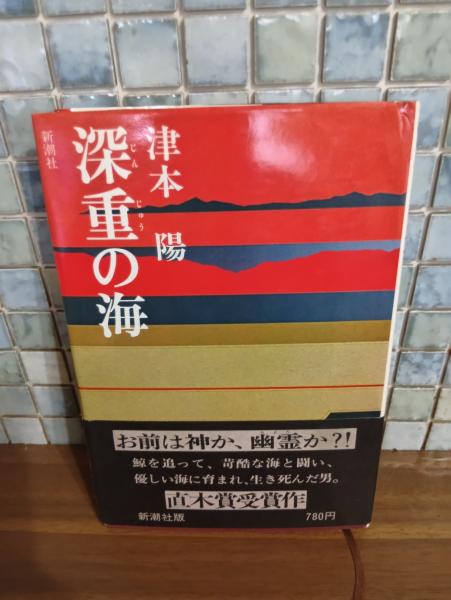 津本 陽
深重の海
じんじゅう
新潮社
お前は神か、幽霊か?!
鯨を追って、苛酷な海と闘い、
優しい海に育まれ、生き死んだ男。
直木賞受賞作
新潮社版
780円